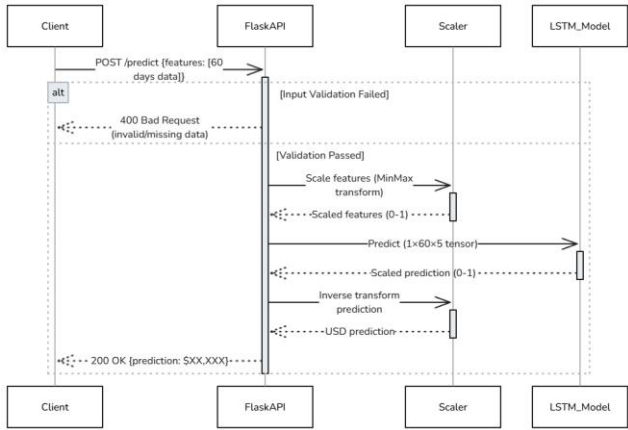 Client
FlaskAPI
Scaler
LSTM_Model
POST /predict {features: [60
days data]}
alt
[Input Validation Failed]
400 Bad Request
(invalid/missing data)
[Validation Passed]
Scale features (MinMax
transform)
Scaled features (0-1)
Predict (1×60×5 tensor)
Scaled prediction (0-1)
Inverse transform
prediction
USD prediction
200 OK {prediction: $XX,XXX}
Client
FlaskAPI
Scaler
LSTM_Model